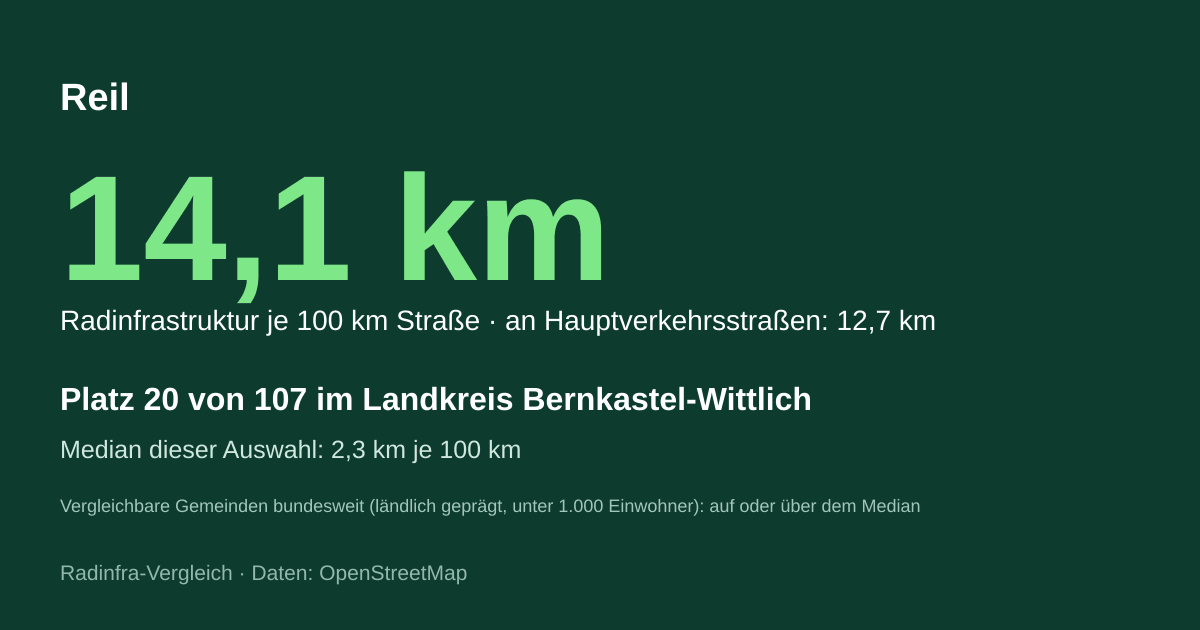 Reil
14,1 km
Radinfrastruktur je 100 km Straße · an Hauptverkehrsstraßen: 12,7 km
Platz 20 von 107 im Landkreis Bernkastel-Wittlich
Median dieser Auswahl: 2,3 km je 100 km
Vergleichbare Gemeinden bundesweit (ländlich geprägt, unter 1.000 Einwohner): auf oder über dem Median
Radinfra-Vergleich · Daten: OpenStreetMap